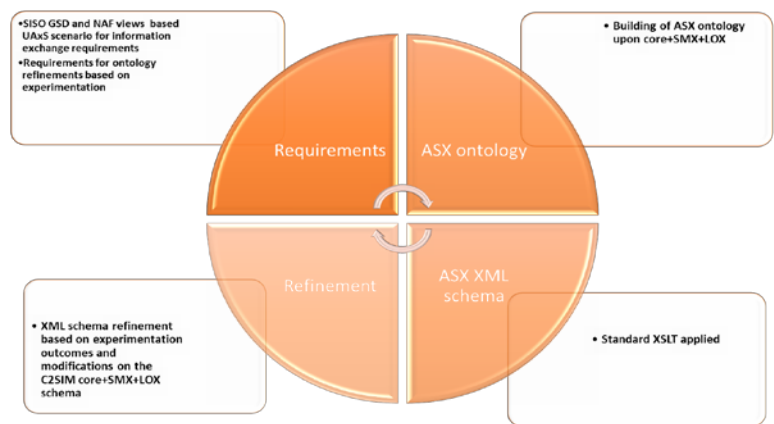 •SISO GSD and NAF views based
UAxS scenario for information
exchange requirements
•Requirements for ontology
refinements based on
experimentation
• Building of ASX ontology
upon core+SMX+LOX
Requirements
ASX ontology
Refinement
ASX XML
schema
• XML schema refinement
based on experimentation
outcomes and
modifications on the
C2SIM core+SMX+LOX
schema
• Standard XSLT applied